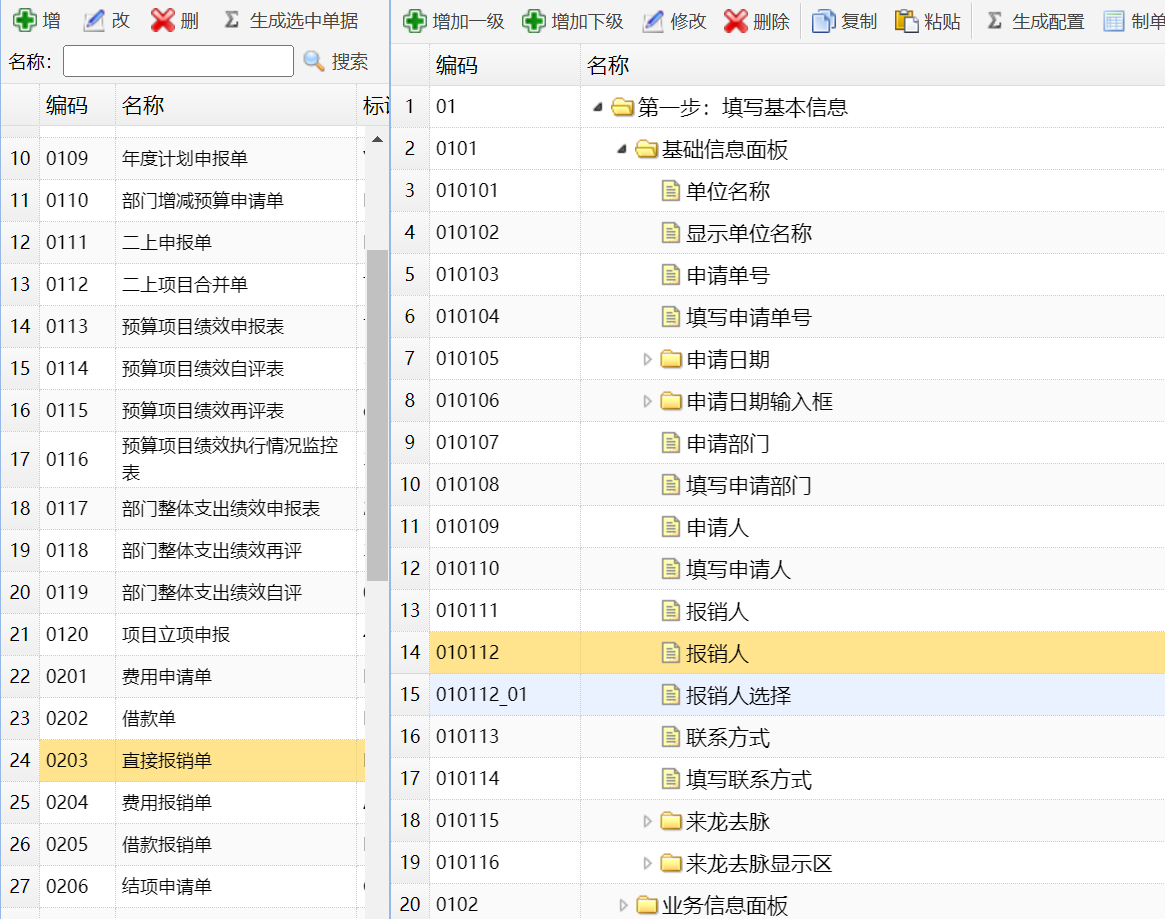 增 改 删 Σ 生成选中单据
名称: 搜索
编码 名称 标识
10 0109 年度计划申报单
11 0110 部门增减预算申请单
12 0111 二上申报单
13 0112 二上项目合并单
14 0113 预算项目绩效申报表
15 0114 预算项目绩效自评表
16 0115 预算项目绩效再评表
17 0116 预算项目绩效执行情况监控
表
18 0117 部门整体支出绩效申报表
19 0118 部门整体支出绩效再评
20 0119 部门整体支出绩效自评
21 0120 项目立项申报
22 0201 费用申请单
23 0202 借款单
24 0203 直接报销单
25 0204 费用报销单
26 0205 借款报销单
27 0206 结项申请单
增加一级 增加下级 修改 删除 复制 粘贴 Σ 生成配置 制单
编码 名称
1 01 第一步：填写基本信息
2 0101 基础信息面板
3 010101 单位名称
4 010102 显示单位名称
5 010103 申请单号
6 010104 填写申请单号
7 010105 申请日期
8 010106 申请日期输入框
9 010107 申请部门
10 010108 填写申请部门
11 010109 申请人
12 010110 填写申请人
13 010111 报销人
14 010112 报销人
15 010112_01 报销人选择
16 010113 联系方式
17 010114 填写联系方式
18 010115 来龙去脉
19 010116 来龙去脉显示区
20 0102 业务信息面板